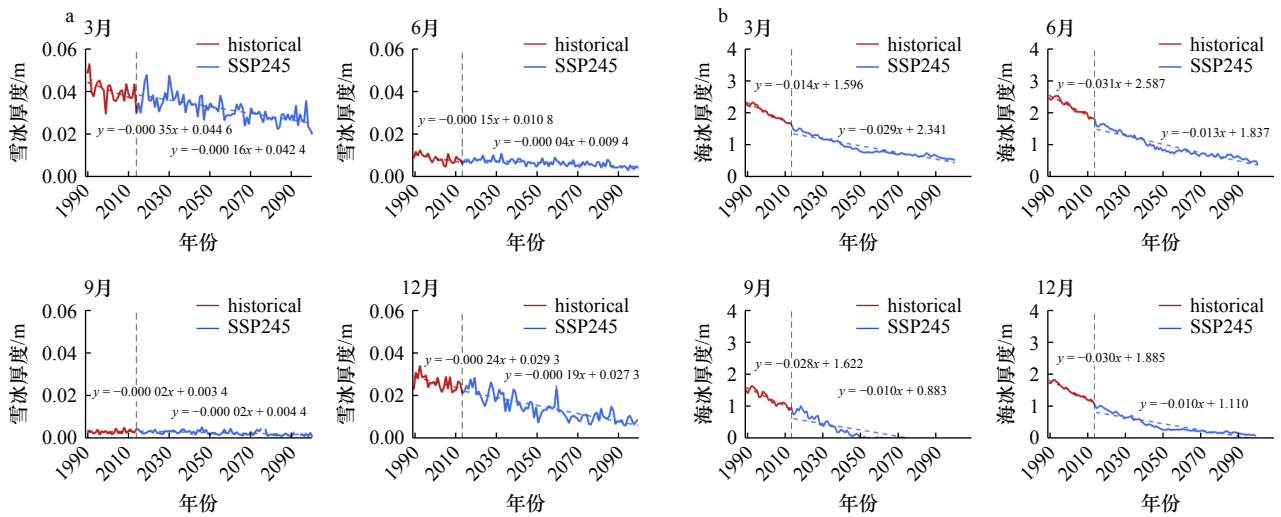 a
3月
historical
SSP245
雪冰厚度/m
0.06
0.04
0.02
0.00
y = −0.000 35x + 0.044 6
y = −0.000 16x + 0.042 4
1990
2010
2030
2050
2070
2090
年份
6月
historical
SSP245
雪冰厚度/m
0.06
0.04
0.02
0.00
y = −0.000 15x + 0.010 8
y = −0.000 04x + 0.009 4
1990
2010
2030
2050
2070
2090
年份
b
3月
historical
SSP245
海冰厚度/m
4
3
2
1
0
y = −0.014x + 1.596
y = −0.029x + 2.341
1990
2010
2030
2050
2070
2090
年份
6月
historical
SSP245
海冰厚度/m
4
3
2
1
0
y = −0.031x + 2.587
y = −0.013x + 1.837
1990
2010
2030
2050
2070
2090
年份
9月
historical
SSP245
雪冰厚度/m
0.06
0.04
0.02
0.00
y = −0.000 02x + 0.003 4
y = −0.000 02x + 0.004 4
1990
2010
2030
2050
2070
2090
年份
12月
historical
SSP245
雪冰厚度/m
0.06
0.04
0.02
0.00
y = −0.000 24x + 0.029 3
y = −0.000 19x + 0.027 3
1990
2010
2030
2050
2070
2090
年份
9月
historical
SSP245
海冰厚度/m
4
3
2
1
0
y = −0.028x + 1.622
y = −0.010x + 0.883
1990
2010
2030
2050
2070
2090
年份
12月
historical
SSP245
海冰厚度/m
4
3
2
1
0
y = −0.030x + 1.885
y = −0.010x + 1.110
1990
2010
2030
2050
2070
2090
年份